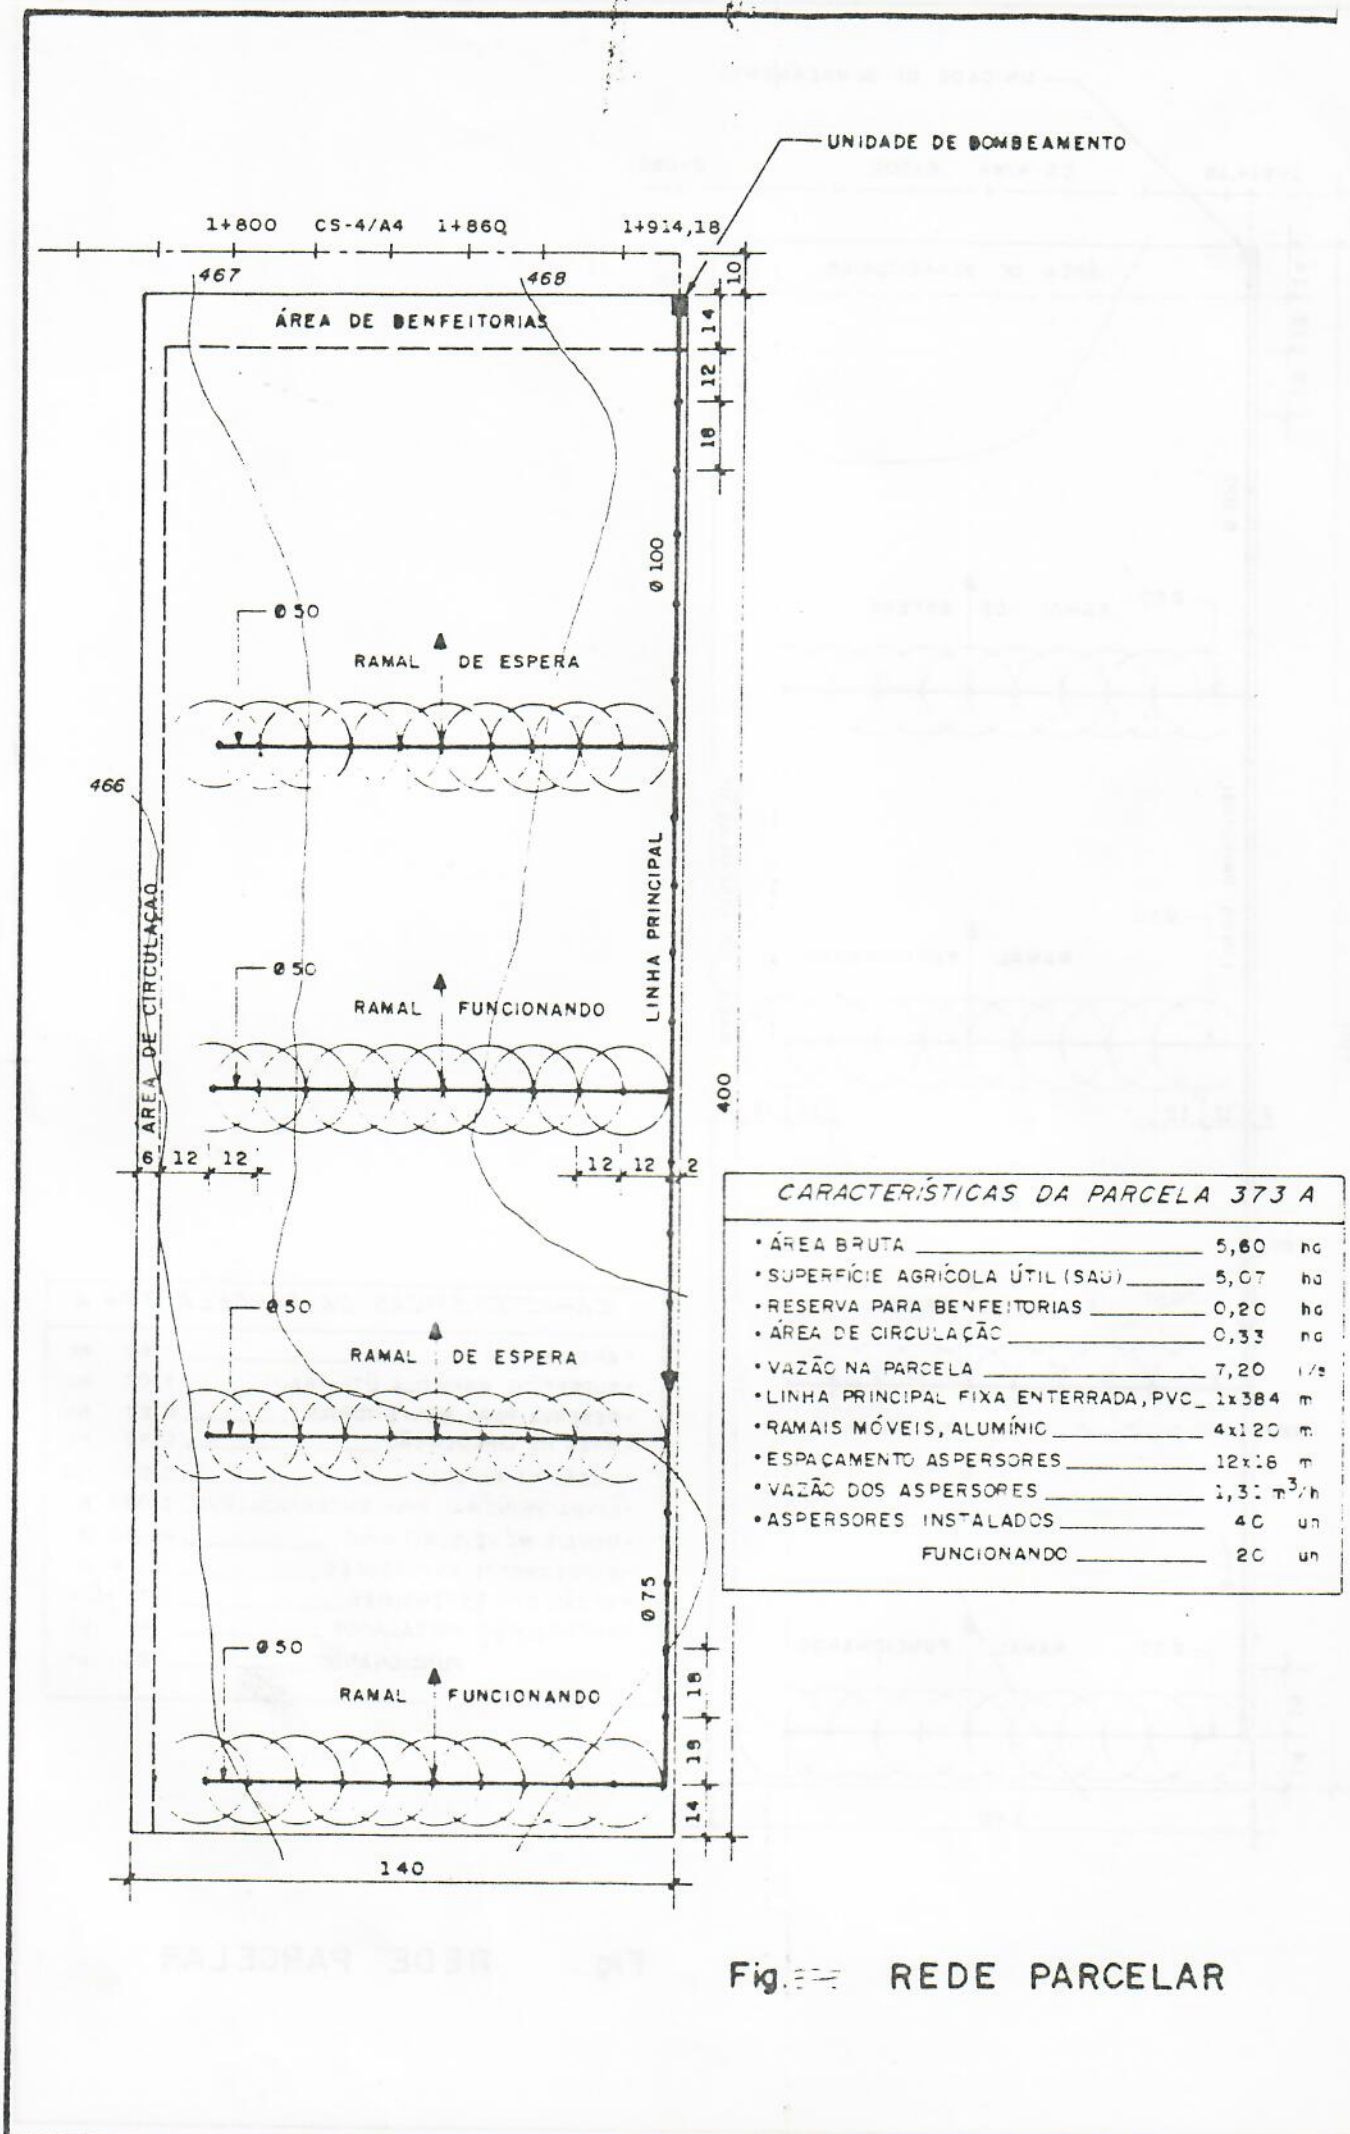 UNIDADE DE BOMBEAMENTO
1+800 CS-4/A4 1+860 1+914,18
467
468
10
ÁREA DE BENFEITORIAS
14
12
18
Ø 100
Ø 50
RAMAL DE ESPERA
466
LINHA PRINCIPAL
ÁREA DE CIRCULAÇÃO
Ø 50
RAMAL FUNCIONANDO
400
6 12 12 12 12 2
CARACTERÍSTICAS DA PARCELA 373 A
• ÁREA BRUTA 5,60 ha
• SUPERFÍCIE AGRÍCOLA ÚTIL (SAU) 5,07 ha
• RESERVA PARA BENFEITORIAS 0,20 ha
• ÁREA DE CIRCULAÇÃO 0,33 ha
• VAZÃO NA PARCELA 7,20 l/s
• LINHA PRINCIPAL FIXA ENTERRADA, PVC 1x384 m
• RAMAIS MÓVEIS, ALUMÍNIO 4x120 m
• ESPAÇAMENTO ASPERSORES 12x18 m
• VAZÃO DOS ASPERSORES 1,31 m³/h
• ASPERSORES INSTALADOS 40 un
FUNCIONANDO 20 un
Ø 50
RAMAL DE ESPERA
Ø 75
Ø 50
RAMAL FUNCIONANDO
18
18
14
140
Fig. REDE PARCELAR